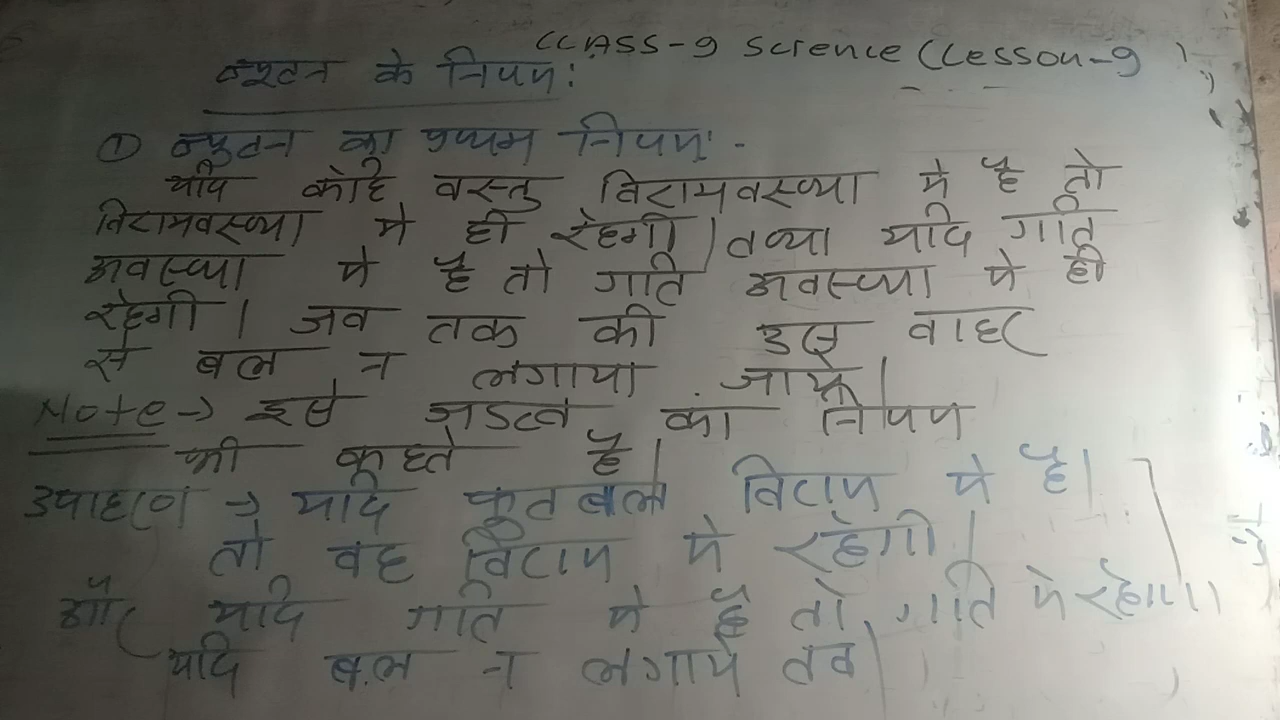 CLASS-9 Science (Lesson-9)
न्युटन के नियम:
① न्युटन का प्रथम नियम: -
यदि कोई वस्तु विरामवस्था मे है तो
विरामवस्था मे ही रहेगी। तथा यदि गति
अवस्था मे है तो गति अवस्था मे ही
रहेगी। जब तक की उसे बाहर
से बल न लगाया जाये।
Note → इसे जडत्व का नियम
भी कहते है।
उदाहरण → यदि फुतबल विराम मे है।
तो वह विराम मे रहेगी।
और यदि गति मे है तो गति मे रहेगा।
यदि बल न लगाये तब।